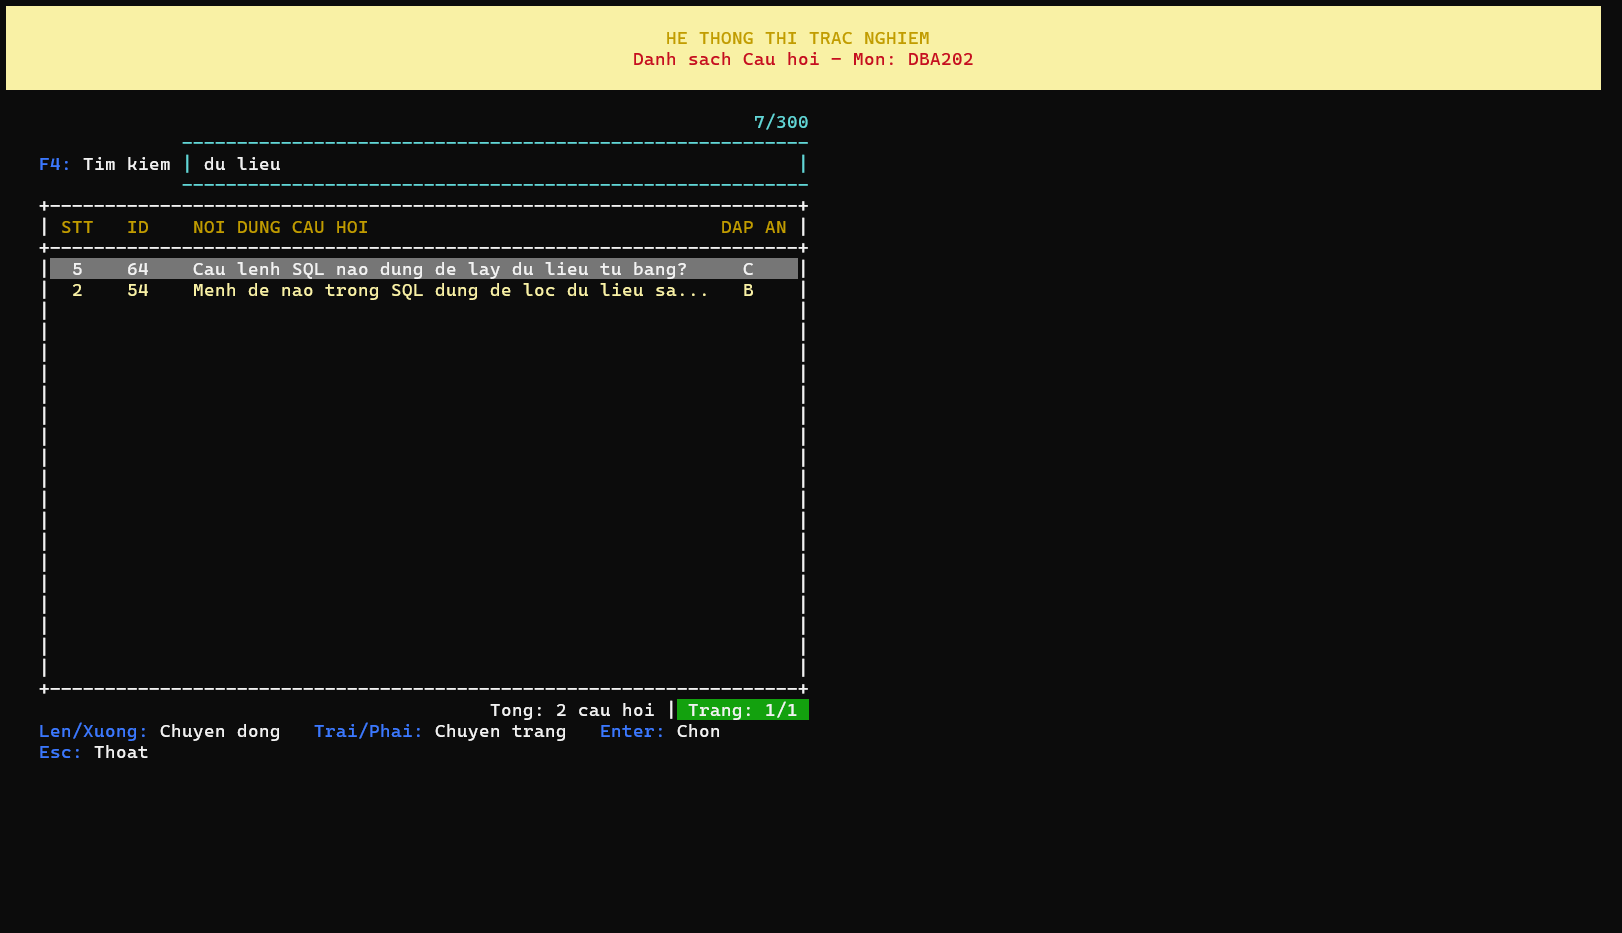 HE THONG THI TRAC NGHIEM
Danh sach Cau hoi - Mon: DBA202
7/300
F4: Tim kiem | du lieu |
| STT ID NOI DUNG CAU HOI DAP AN |
| 5 64 Cau lenh SQL nao dung de lay du lieu tu bang? C |
| 2 54 Menh de nao trong SQL dung de loc du lieu sa... B |
Tong: 2 cau hoi | Trang: 1/1
Len/Xuong: Chuyen dong Trai/Phai: Chuyen trang Enter: Chon
Esc: Thoat